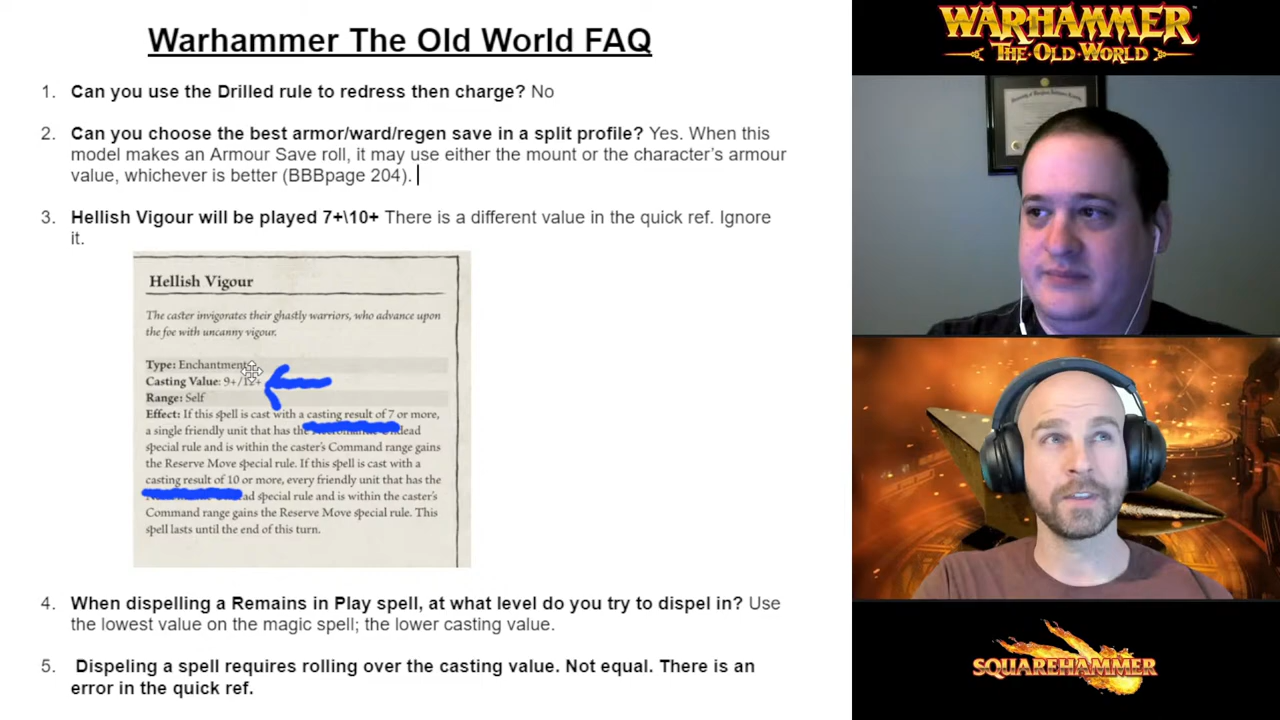 Warhammer The Old World FAQ
1. Can you use the Drilled rule to redress then charge? No
2. Can you choose the best armor/ward/regen save in a split profile? Yes. When this
model makes an Armour Save roll, it may use either the mount or the character's armour
value, whichever is better (BBBpage 204).
3. Hellish Vigour will be played 7+\10+ There is a different value in the quick ref. Ignore
it.
Hellish Vigour
The caster invigorates their ghastly warriors, who advance upon
the foe with uncanny vigour.
Type: Enchantment
Casting Value: 9+/12+
Range: Self
Effect: If this spell is cast with a casting result of 7 or more,
a single friendly unit that has the
special rule and is within the caster's Command range gains
the Reserve Move special rule. If this spell is cast with a
casting result of 10 or more, every friendly unit that has the
special rule and is within the caster's
Command range gains the Reserve Move special rule. This
spell lasts until the end of this turn.
4. When dispelling a Remains in Play spell, at what level do you try to dispel in? Use
the lowest value on the magic spell; the lower casting value.
5. Dispeling a spell requires rolling over the casting value. Not equal. There is an
error in the quick ref.
WARHAMMER
THE OLD WORLD
SQUAREHAMMER